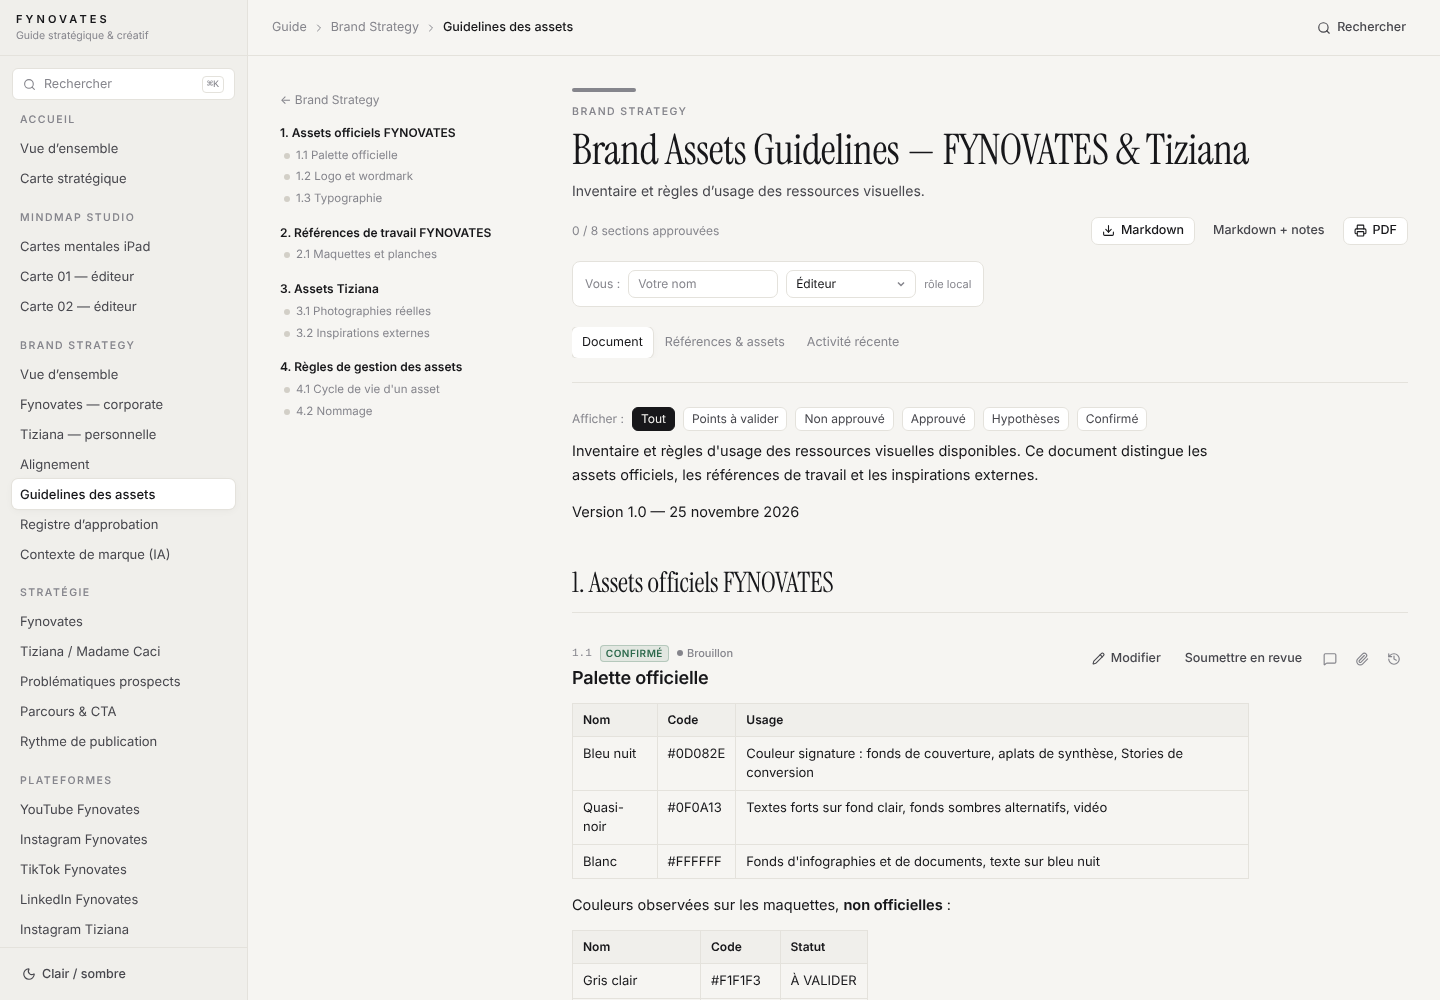 FYNOVATES
Guide stratégique & créatif
Rechercher ⌘K
ACCUEIL
Vue d’ensemble
Carte stratégique
MINDMAP STUDIO
Cartes mentales iPad
Carte 01 — éditeur
Carte 02 — éditeur
BRAND STRATEGY
Vue d’ensemble
Fynovates — corporate
Tiziana — personnelle
Alignement
Guidelines des assets
Registre d’approbation
Contexte de marque (IA)
STRATÉGIE
Fynovates
Tiziana / Madame Caci
Problématiques prospects
Parcours & CTA
Rythme de publication
PLATEFORMES
YouTube Fynovates
Instagram Fynovates
TikTok Fynovates
LinkedIn Fynovates
Instagram Tiziana
Clair / sombre
Guide > Brand Strategy > Guidelines des assets
Rechercher
← Brand Strategy
1. Assets officiels FYNOVATES
1.1 Palette officielle
1.2 Logo et wordmark
1.3 Typographie
2. Références de travail FYNOVATES
2.1 Maquettes et planches
3. Assets Tiziana
3.1 Photographies réelles
3.2 Inspirations externes
4. Règles de gestion des assets
4.1 Cycle de vie d'un asset
4.2 Nommage
BRAND STRATEGY
Brand Assets Guidelines — FYNOVATES & Tiziana
Inventaire et règles d’usage des ressources visuelles.
0 / 8 sections approuvées
Markdown Markdown + notes PDF
Vous : Votre nom Éditeur rôle local
Document Références & assets Activité récente
Afficher : Tout Points à valider Non approuvé Approuvé Hypothèses Confirmé
Inventaire et règles d'usage des ressources visuelles disponibles. Ce document distingue les
assets officiels, les références de travail et les inspirations externes.
Version 1.0 — 25 novembre 2026
1. Assets officiels FYNOVATES
1.1 CONFIRMÉ Brouillon
Modifier Soumettre en revue
Palette officielle
Nom Code Usage
Bleu nuit #0D082E Couleur signature : fonds de couverture, aplats de synthèse, Stories de
conversion
Quasi-
noir #0F0A13 Textes forts sur fond clair, fonds sombres alternatifs, vidéo
Blanc #FFFFFF Fonds d'infographies et de documents, texte sur bleu nuit
Couleurs observées sur les maquettes, non officielles :
Nom Code Statut
Gris clair #F1F1F3 À VALIDER